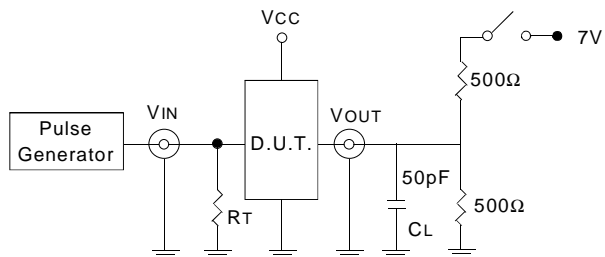 VCC
7V
500Ω
VIN
VOUT
Pulse
Generator
D.U.T.
50pF
500Ω
RT
CL